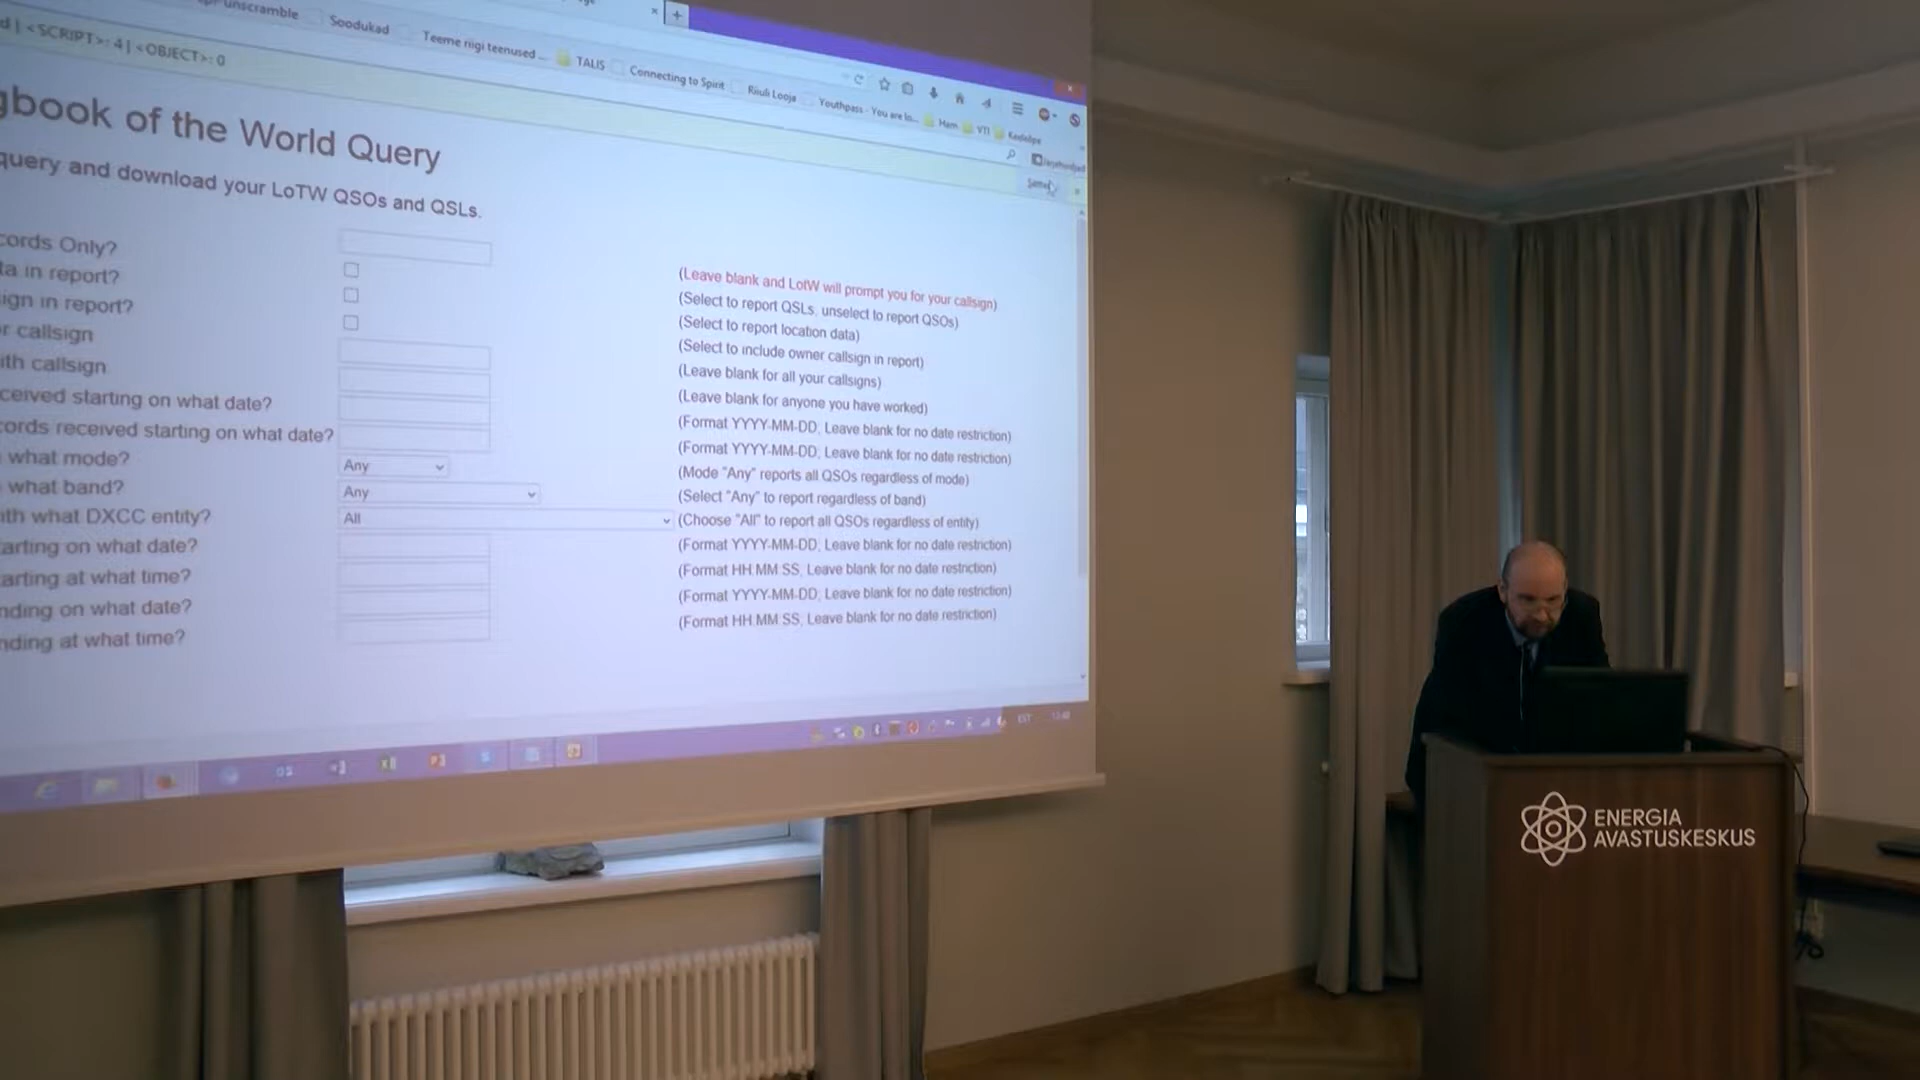 unscramble
Soodukad
Teeme riigi teenused ...
TALIS
Connecting to Spirit
Riiuli Looja
Youthpass - You are lo...
Ham
VTI
d | <SCRIPT>: 4 | <OBJECT>: 0
gbook of the World Query
query and download your LoTW QSOs and QSLs.
cords Only?
ta in report?
ign in report?
r callsign
ith callsign
ceived starting on what date?
cords received starting on what date?
what mode?
Any
what band?
Any
ith what DXCC entity?
All
arting on what date?
arting at what time?
nding on what date?
nding at what time?
(Leave blank and LotW will prompt you for your callsign)
(Select to report QSLs, unselect to report QSOs)
(Select to report location data)
(Select to include owner callsign in report)
(Leave blank for all your callsigns)
(Leave blank for anyone you have worked)
(Format YYYY-MM-DD, Leave blank for no date restriction)
(Format YYYY-MM-DD, Leave blank for no date restriction)
(Mode "Any" reports all QSOs regardless of mode)
(Select "Any" to report regardless of band)
(Choose "All" to report all QSOs regardless of entity)
(Format YYYY-MM-DD, Leave blank for no date restriction)
(Format HH:MM:SS, Leave blank for no date restriction)
(Format YYYY-MM-DD, Leave blank for no date restriction)
(Format HH:MM:SS, Leave blank for no date restriction)
EST
ENERGIA
AVASTUSKESKUS